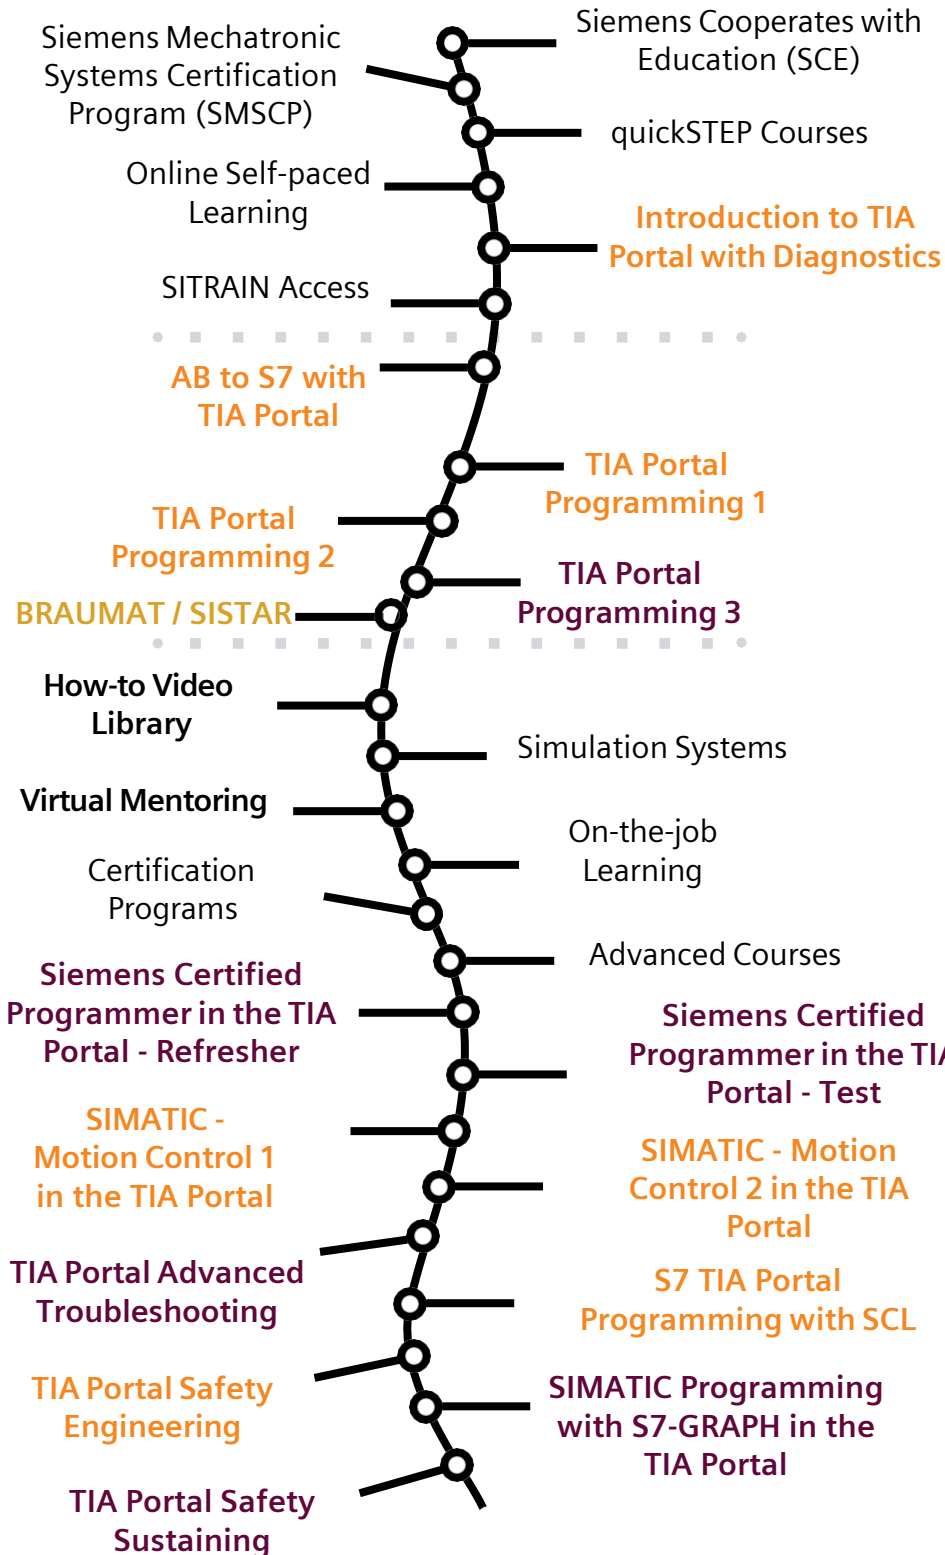 Siemens Cooperates with
Education (SCE)
Siemens Mechatronic
Systems Certification
Program (SMSCP)
quickSTEP Courses
Online Self-paced
Learning
Introduction to TIA
Portal with Diagnostics
SITRAIN Access
AB to S7 with
TIA Portal
TIA Portal
Programming 1
TIA Portal
Programming 2
TIA Portal
Programming 3
BRAUMAT / SISTAR
How-to Video
Library
Simulation Systems
Virtual Mentoring
On-the-job
Learning
Certification
Programs
Advanced Courses
Siemens Certified
Programmer in the TIA
Portal - Refresher
Siemens Certified
Programmer in the TIA
Portal - Test
SIMATIC -
Motion Control 1
in the TIA Portal
SIMATIC - Motion
Control 2 in the TIA
Portal
TIA Portal Advanced
Troubleshooting
S7 TIA Portal
Programming with SCL
TIA Portal Safety
Engineering
SIMATIC Programming
with S7-GRAPH in the
TIA Portal
TIA Portal Safety
Sustaining